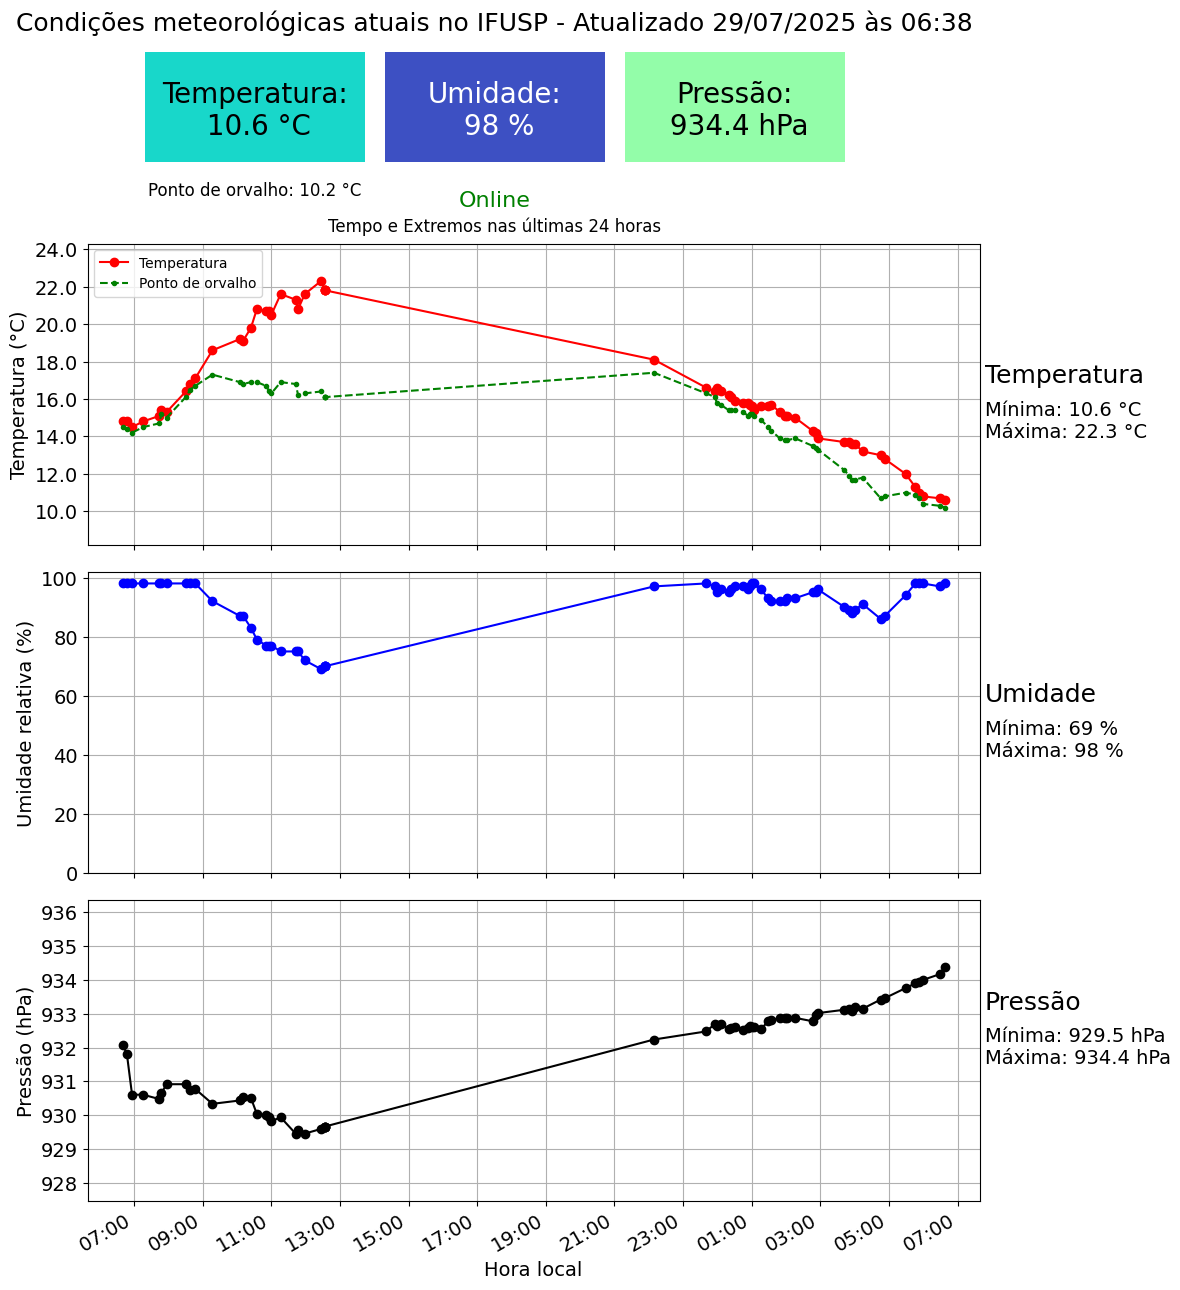 Condições meteorológicas atuais no IFUSP - Atualizado 29/07/2025 às 06:38
Temperatura:
10.6 °C
Umidade:
98 %
Pressão:
934.4 hPa
Ponto de orvalho: 10.2 °C
Online
Tempo e Extremos nas últimas 24 horas
Temperatura
Ponto de orvalho
24.0
22.0
20.0
18.0
16.0
14.0
12.0
10.0
Temperatura (°C)
Temperatura
Mínima: 10.6 °C
Máxima: 22.3 °C
100
80
60
40
20
0
Umidade relativa (%)
Umidade
Mínima: 69 %
Máxima: 98 %
936
935
934
933
932
931
930
929
928
Pressão (hPa)
Pressão
Mínima: 929.5 hPa
Máxima: 934.4 hPa
07:00 09:00 11:00 13:00 15:00 17:00 19:00 21:00 23:00 01:00 03:00 05:00 07:00
Hora local